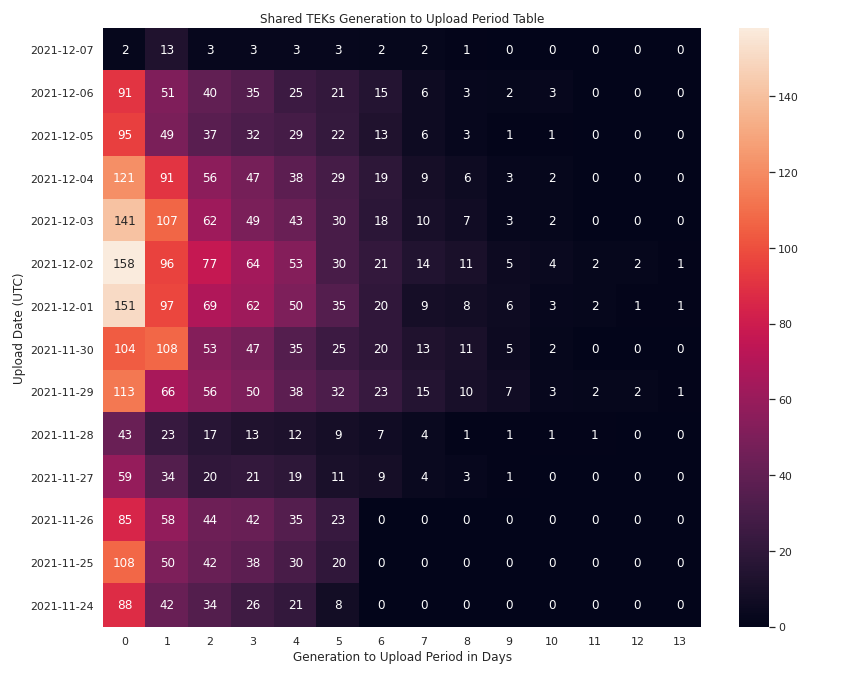 Shared TEKs Generation to Upload Period Table
Upload Date (UTC)
2021-12-07 2 13 3 3 3 3 2 2 1 0 0 0 0 0
2021-12-06 91 51 40 35 25 21 15 6 3 2 3 0 0 0
2021-12-05 95 49 37 32 29 22 13 6 3 1 1 0 0 0
2021-12-04 121 91 56 47 38 29 19 9 6 3 2 0 0 0
2021-12-03 141 107 62 49 43 30 18 10 7 3 2 0 0 0
2021-12-02 158 96 77 64 53 30 21 14 11 5 4 2 2 1
2021-12-01 151 97 69 62 50 35 20 9 8 6 3 2 1 1
2021-11-30 104 108 53 47 35 25 20 13 11 5 2 0 0 0
2021-11-29 113 66 56 50 38 32 23 15 10 7 3 2 2 1
2021-11-28 43 23 17 13 12 9 7 4 1 1 1 1 0 0
2021-11-27 59 34 20 21 19 11 9 4 3 1 0 0 0 0
2021-11-26 85 58 44 42 35 23 0 0 0 0 0 0 0 0
2021-11-25 108 50 42 38 30 20 0 0 0 0 0 0 0 0
2021-11-24 88 42 34 26 21 8 0 0 0 0 0 0 0 0
0 1 2 3 4 5 6 7 8 9 10 11 12 13
Generation to Upload Period in Days
140
120
100
80
60
40
20
0